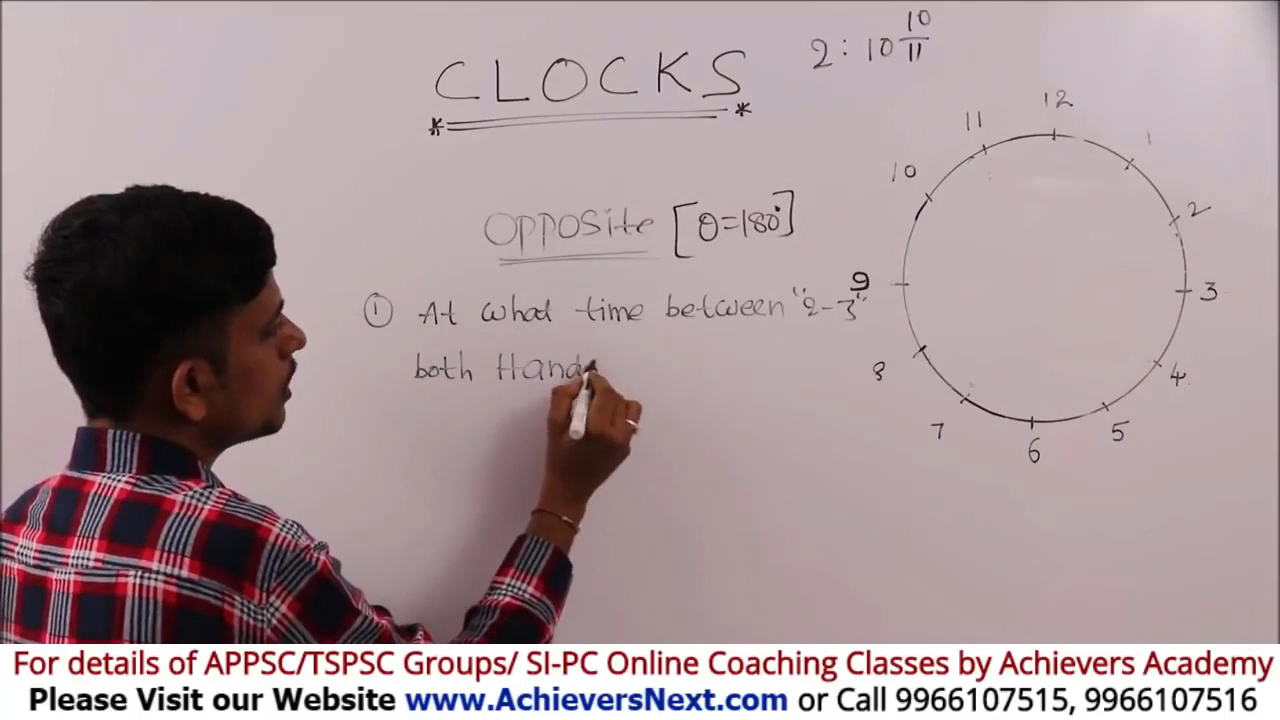 CLOCKS
2 : 10 10/11
OPPOSite [θ=180°]
① At what time between "2-3"
both Hands
12
1
2
3
4
5
6
7
8
9
10
11
For details of APPSC/TSPSC Groups/ SI-PC Online Coaching Classes by Achievers Academy
Please Visit our Website www.AchieversNext.com or Call 9966107515, 9966107516